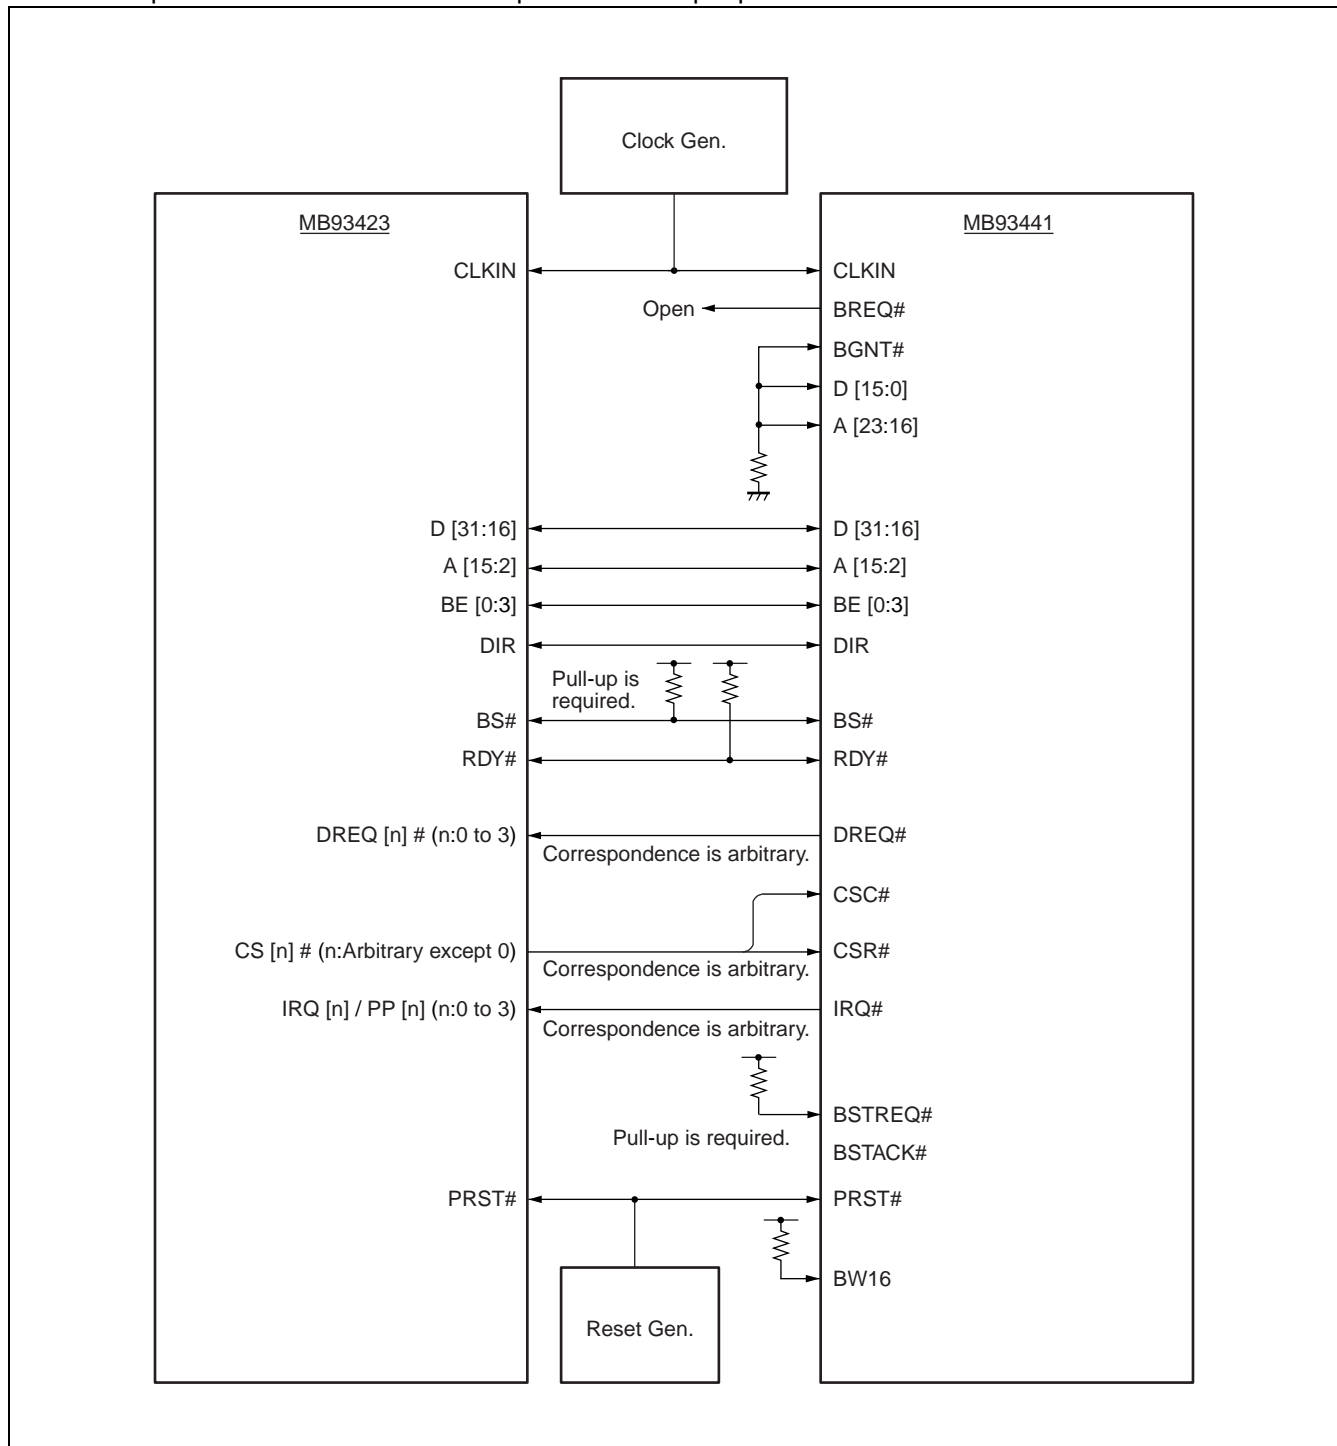 Clock Gen.
MB93423
MB93441
CLKIN
CLKIN
Open
BREQ#
BGNT#
D [15:0]
A [23:16]
D [31:16]
D [31:16]
A [15:2]
A [15:2]
BE [0:3]
BE [0:3]
DIR
DIR
Pull-up is
required.
BS#
BS#
RDY#
RDY#
DREQ [n] # (n:0 to 3)
DREQ#
Correspondence is arbitrary.
CSC#
CS [n] # (n:Arbitrary except 0)
CSR#
Correspondence is arbitrary.
IRQ [n] / PP [n] (n:0 to 3)
IRQ#
Correspondence is arbitrary.
BSTREQ#
Pull-up is required.
BSTACK#
PRST#
PRST#
BW16
Reset Gen.